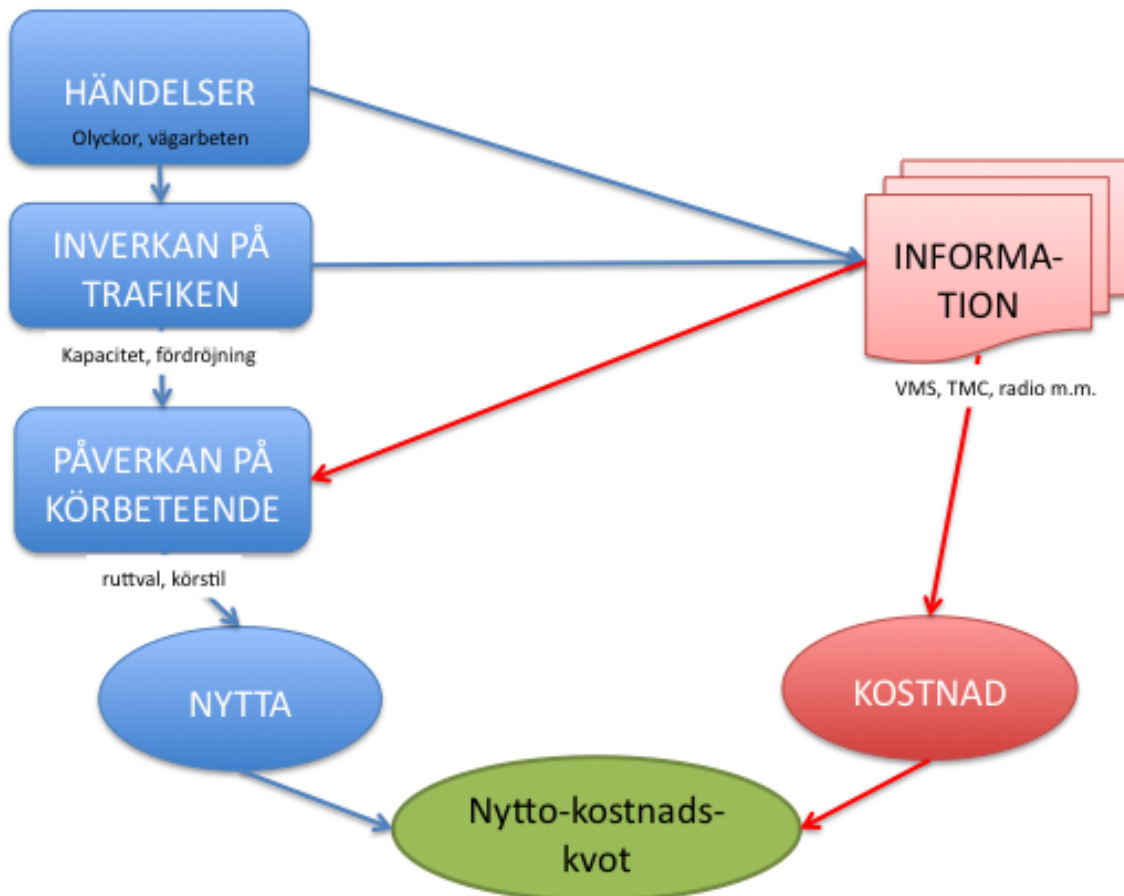 HÄNDELSER
Olyckor, vägarbeten
INVERKAN PÅ
TRAFIKEN
Kapacitet, fördröjning
PÅVERKAN PÅ
KÖRBETEENDE
ruttval, körstil
NYTTA
INFORMA-
TION
VMS, TMC, radio m.m.
KOSTNAD
Nytto-kostnads-
kvot